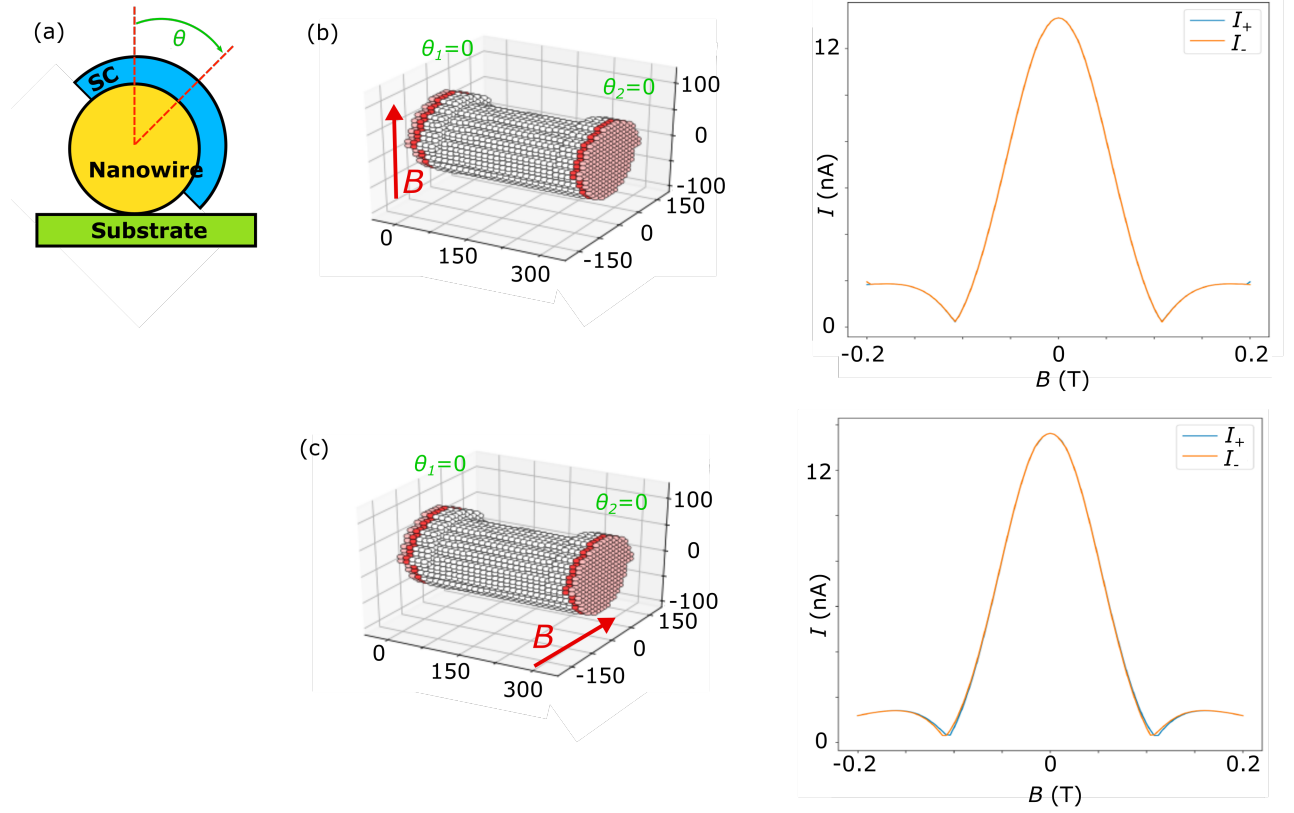 (a)
θ
SC
Nanowire
Substrate
(b)
θ1=0
θ2=0
B
100
0
-100
150
0
-150
0
150
300
I+
I-
12
0
I (nA)
-0.2
0
0.2
B (T)
(c)
θ1=0
θ2=0
B
100
0
-100
150
0
-150
0
150
300
I+
I-
12
0
I (nA)
-0.2
0
0.2
B (T)